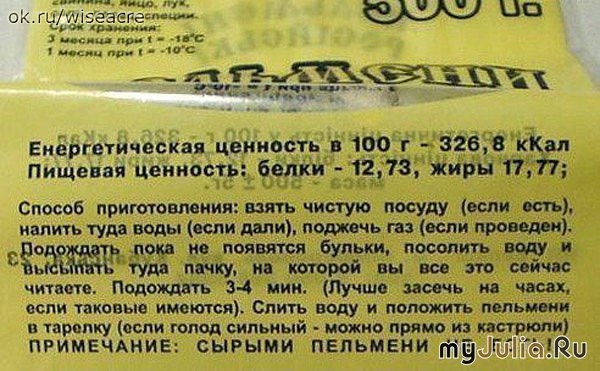 ok.ru/wiseacre
500 г.
свинина, яйцо, лук,
специи.
Срок хранения:
3 месяца при t = -18°С
1 месяц при t = -10°С
Енергетическая ценность в 100 г - 326,8 кКал
Пищевая ценность: белки - 12,73, жиры 17,77;
Способ приготовления: взять чистую посуду (если есть),
налить туда воды (если дали), поджечь газ (если проведен).
Подождать пока не появятся бульки, посолить воду и
высыпать туда пачку, на которой вы все это сейчас
читаете. Подождать 3-4 мин. (Лучше засечь на часах,
если таковые имеются). Слить воду и положить пельмени
в тарелку (если голод сильный - можно прямо из кастрюли)
ПРИМЕЧАНИЕ: СЫРЫМИ ПЕЛЬМЕНИ НЕ
myJulia.Ru